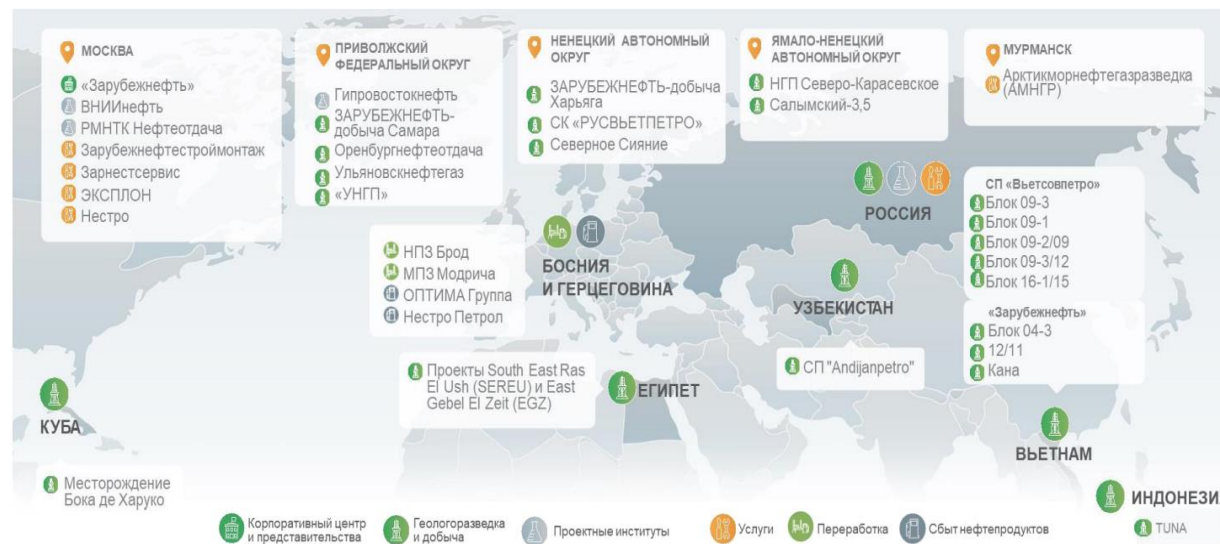 МОСКВА
«Зарубежнефть»
ВНИИнефть
РМНТК Нефтеотдача
Зарубежнефтестроймонтаж
Зарнестсервис
ЭКСПЛОН
Нестро
ПРИВОЛЖСКИЙ
ФЕДЕРАЛЬНЫЙ ОКРУГ
Гипровостокнефть
ЗАРУБЕЖНЕФТЬ-
добыча Самара
Оренбургнефтеотдача
Ульяновскнефтегаз
«УНГП»
НЕНЕЦКИЙ АВТОНОМНЫЙ
ОКРУГ
ЗАРУБЕЖНЕФТЬ-добыча
Харьяга
СК «РУСВЬЕТПЕТРО»
Северное Сияние
ЯМАЛО-НЕНЕЦКИЙ
АВТОНОМНЫЙ ОКРУГ
НГП Северо-Карасевское
Салымский-3,5
МУРМАНСК
Арктикморнефтегазразведка
(АМНГР)
РОССИЯ
СП «Вьетсовпетро»
Блок 09-3
Блок 09-1
Блок 09-2/09
Блок 09-3/12
Блок 16-1/15
«Зарубежнефть»
Блок 04-3
12/11
Кана
НПЗ Брод
МПЗ Модрича
ОПТИМА Группа
Нестро Петрол
БОСНИЯ
И ГЕРЦЕГОВИНА
УЗБЕКИСТАН
СП "Andijanpetro"
Проекты South East Ras
El Ush (SEREU) и East
Gebel El Zeit (EGZ)
ЕГИПЕТ
КУБА
Месторождение
Бока де Харуко
ВЬЕТНАМ
ИНДОНЕЗИ
TUNA
Корпоративный центр
и представительства
Геологоразведка
и добыча
Проектные институты
Услуги
Переработка
Сбыт нефтепродуктов